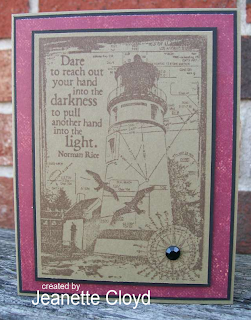 Dare
to reach out
your hand
into the
darkness
to pull
another hand
into the
light.
Norman Rice
created by
Jeanette Cloyd